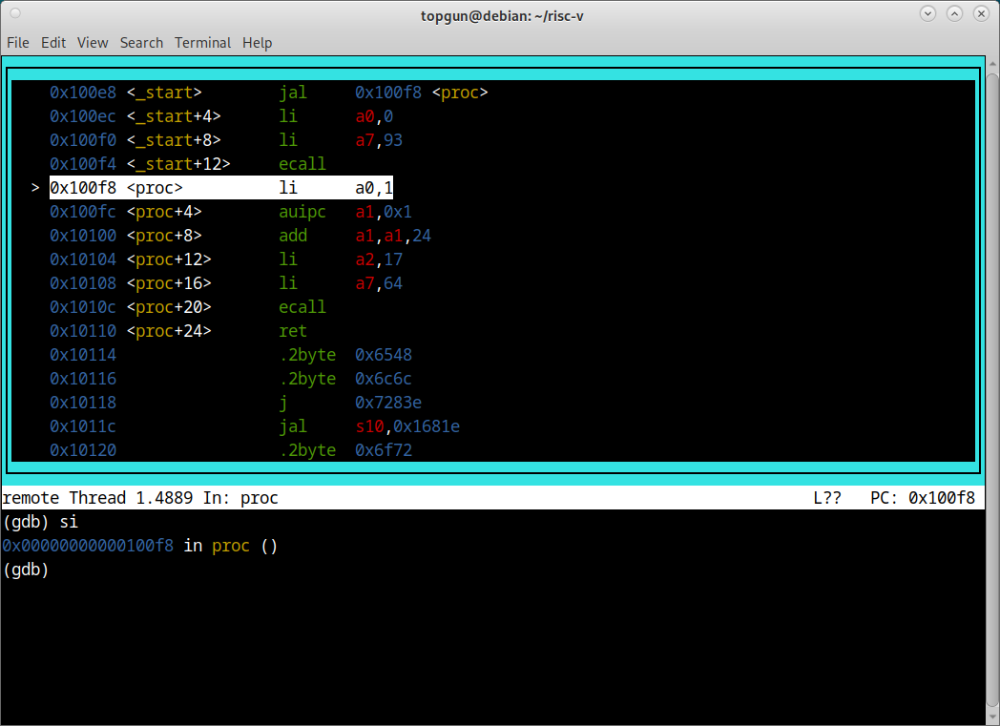 topgun@debian: ~/risc-v
File Edit View Search Terminal Help
0x100e8 <_start> jal 0x100f8 <proc>
0x100ec <_start+4> li a0,0
0x100f0 <_start+8> li a7,93
0x100f4 <_start+12> ecall
> 0x100f8 <proc> li a0,1
0x100fc <proc+4> auipc a1,0x1
0x10100 <proc+8> add a1,a1,24
0x10104 <proc+12> li a2,17
0x10108 <proc+16> li a7,64
0x1010c <proc+20> ecall
0x10110 <proc+24> ret
0x10114 .2byte 0x6548
0x10116 .2byte 0x6c6c
0x10118 j 0x7283e
0x1011c jal s10,0x1681e
0x10120 .2byte 0x6f72
remote Thread 1.4889 In: proc L?? PC: 0x100f8
(gdb) si
0x00000000000100f8 in proc ()
(gdb)